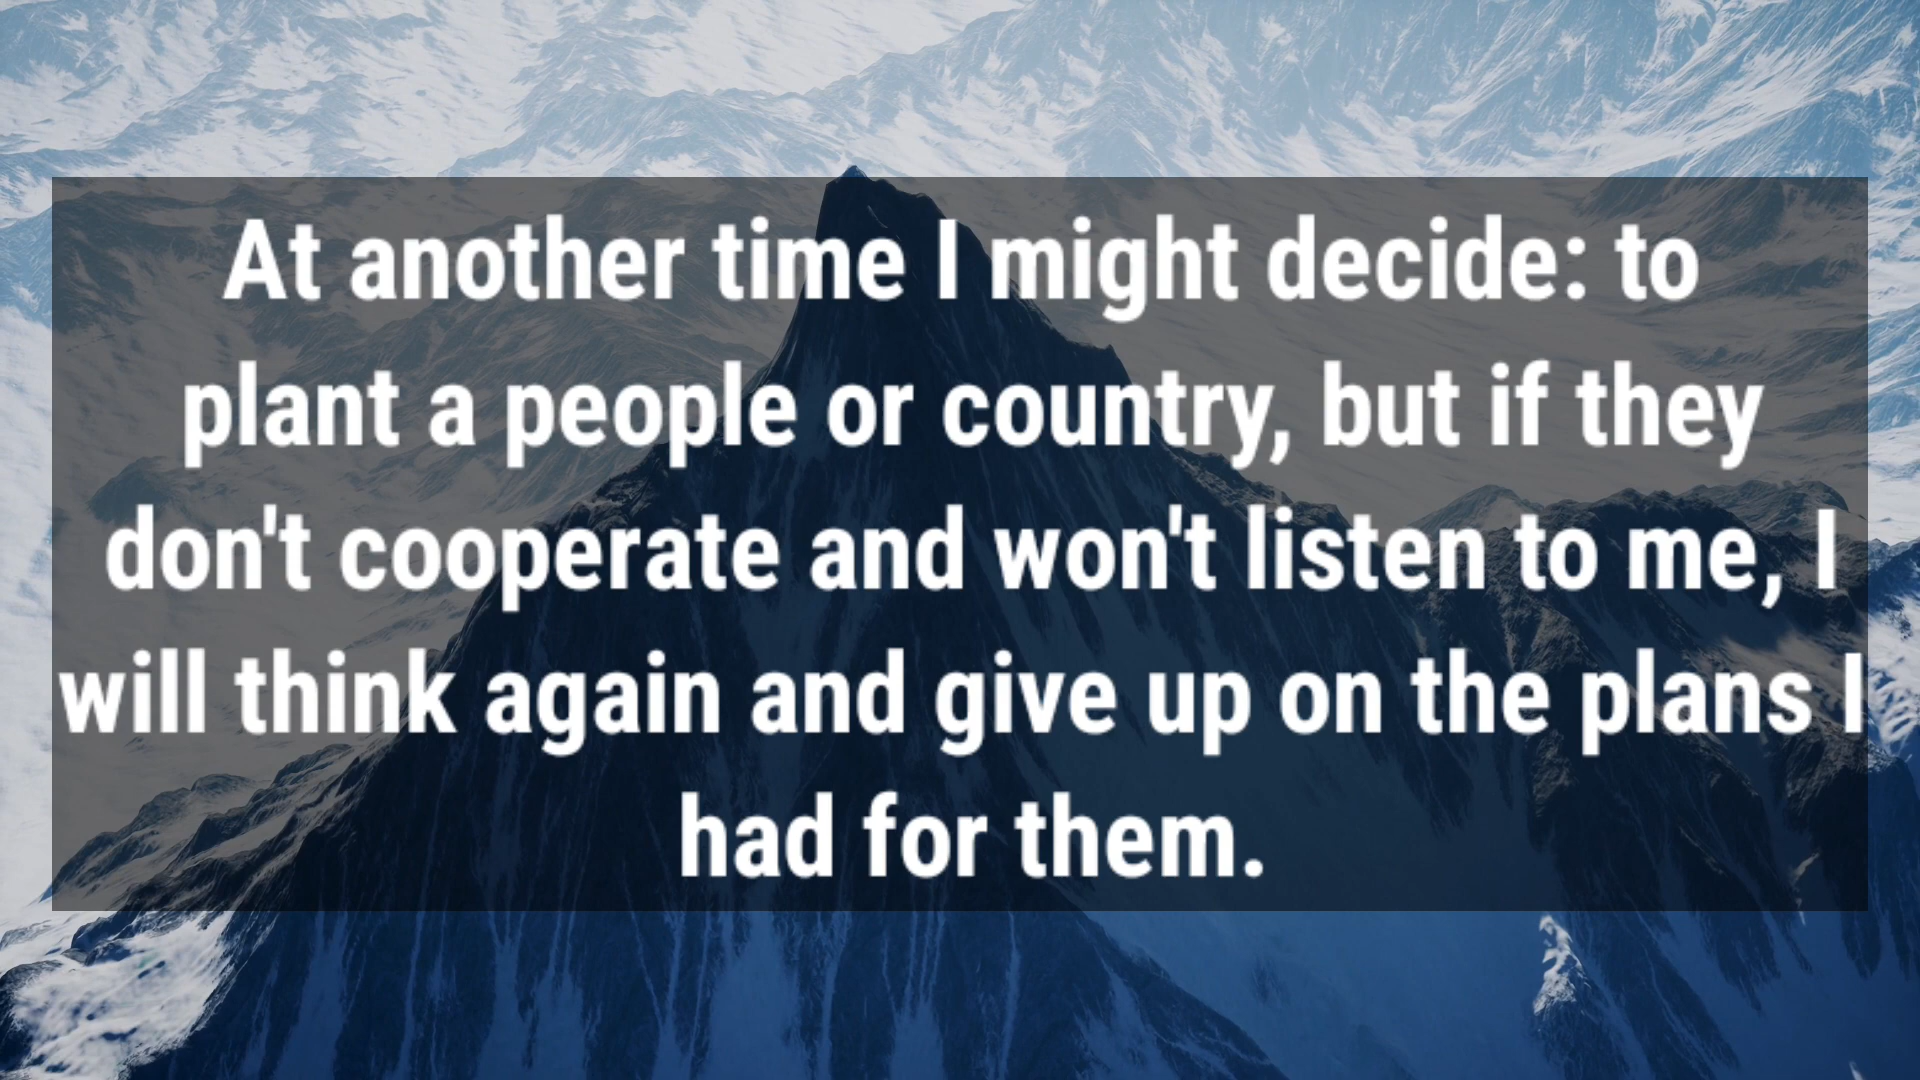 At another time I might decide: to
plant a people or country, but if they
don't cooperate and won't listen to me, I
will think again and give up on the plans I
had for them.